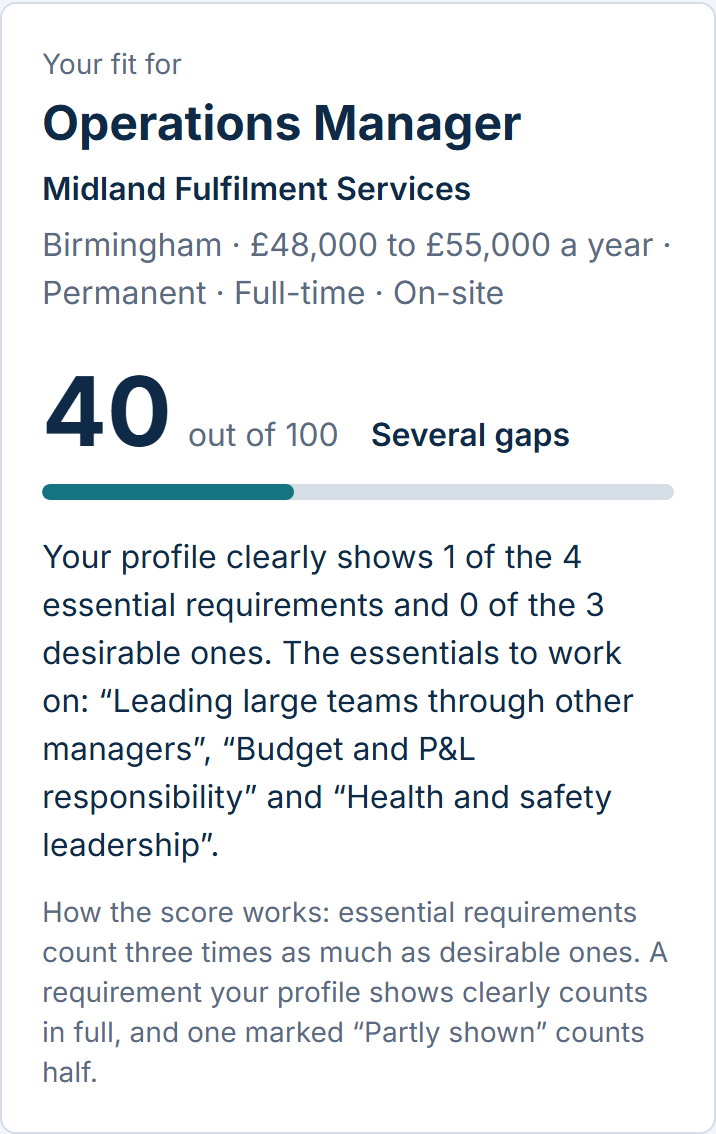 Your fit for
Operations Manager
Midland Fulfilment Services
Birmingham · £48,000 to £55,000 a year ·
Permanent · Full-time · On-site
40 out of 100 Several gaps
Your profile clearly shows 1 of the 4
essential requirements and 0 of the 3
desirable ones. The essentials to work
on: “Leading large teams through other
managers”, “Budget and P&L
responsibility” and “Health and safety
leadership”.
How the score works: essential requirements
count three times as much as desirable ones. A
requirement your profile shows clearly counts
in full, and one marked “Partly shown” counts
half.